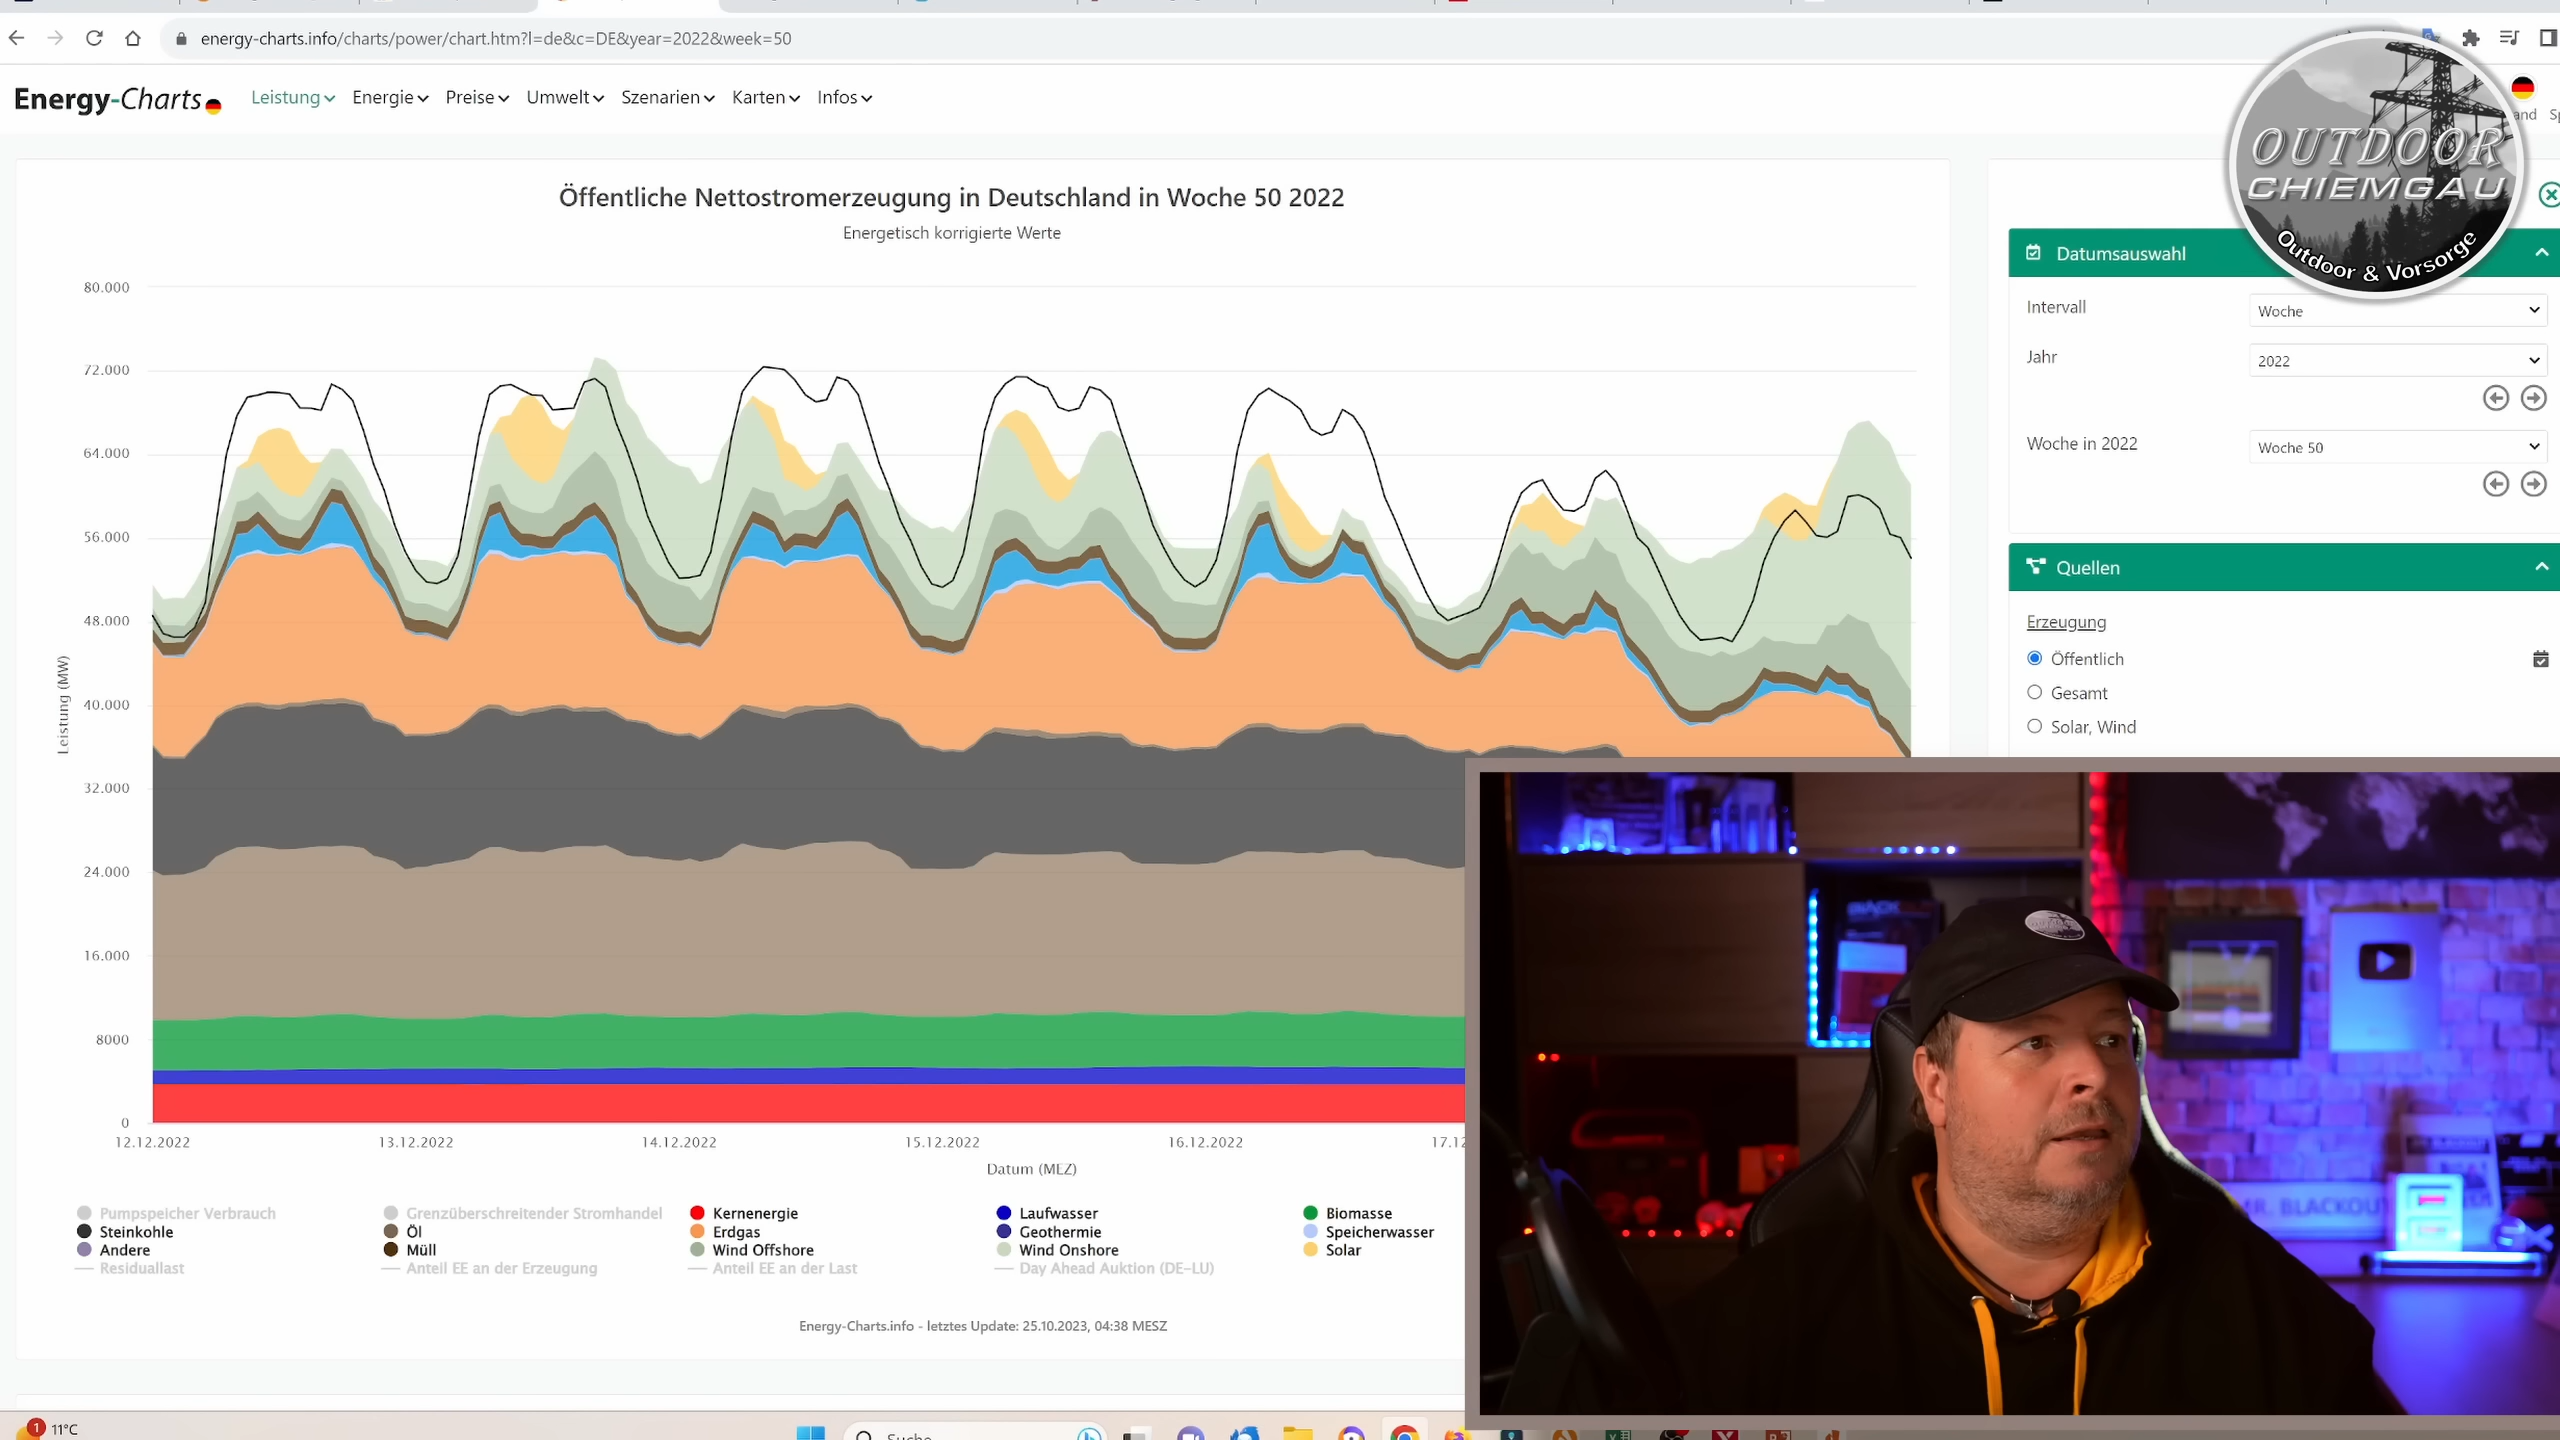 energy-charts.info/charts/power/chart.htm?l=de&c=DE&year=2022&week=50
Energy-Charts
Leistung Energie Preise Umwelt Szenarien Karten Infos
OUTDOOR
CHIEMGAU
Outdoor & Vorsorge
Öffentliche Nettostromerzeugung in Deutschland in Woche 50 2022
Energetisch korrigierte Werte
80.000
72.000
64.000
56.000
48.000
40.000
32.000
24.000
16.000
8000
0
Leistung (MW)
12.12.2022 13.12.2022 14.12.2022 15.12.2022 16.12.2022
Datum (MEZ)
Pumpspeicher Verbrauch Grenzüberschreitender Stromhandel Kernenergie Laufwasser Biomasse
Steinkohle Öl Erdgas Geothermie Speicherwasser
Andere Müll Wind Offshore Wind Onshore Solar
Residuallast Anteil EE an der Erzeugung Anteil EE an der Last Day Ahead Auktion (DE-LU)
Energy-Charts.info - letztes Update: 25.10.2023, 04:38 MESZ
Datumsauswahl
Intervall Woche
Jahr 2022
Woche in 2022 Woche 50
Quellen
Erzeugung
Öffentlich
Gesamt
Solar, Wind
MR. BLACKOUT
1 11°C
Suche